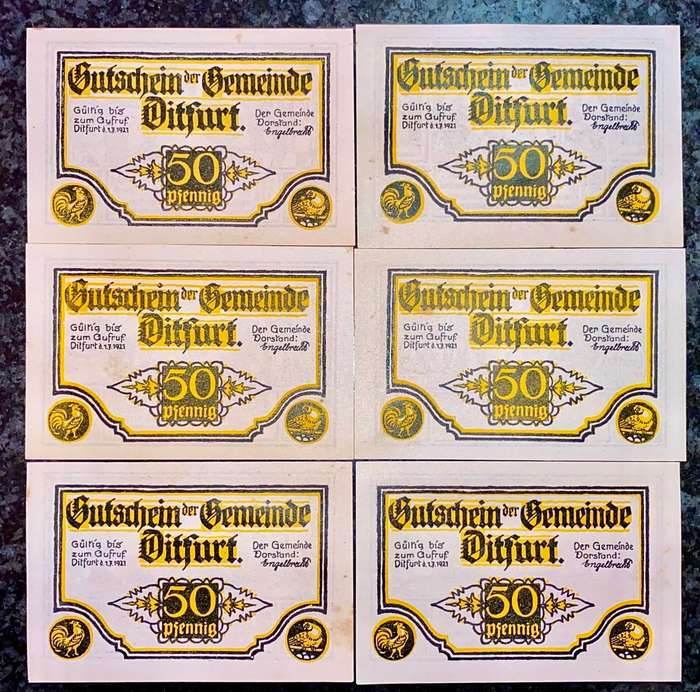 Gutschein der Gemeinde
Ditfurt.
Gültig bis
zum Aufruf
Ditfurt d. 1.7. 1921
Der Gemeinde
Vorstand:
Engelbrecht
50
Pfennig
Gutschein der Gemeinde
Ditfurt.
Gültig bis
zum Aufruf
Ditfurt d. 1.7. 1921
Der Gemeinde
Vorstand:
Engelbrecht
50
Pfennig
Gutschein der Gemeinde
Ditfurt.
Gültig bis
zum Aufruf
Ditfurt d. 1.7. 1921
Der Gemeinde
Vorstand:
Engelbrecht
50
Pfennig
Gutschein der Gemeinde
Ditfurt.
Gültig bis
zum Aufruf
Ditfurt d. 1.7. 1921
Der Gemeinde
Vorstand:
Engelbrecht
50
Pfennig
Gutschein der Gemeinde
Ditfurt.
Gültig bis
zum Aufruf
Ditfurt d. 1.7. 1921
Der Gemeinde
Vorstand:
Engelbrecht
50
Pfennig
Gutschein der Gemeinde
Ditfurt.
Gültig bis
zum Aufruf
Ditfurt d. 1.7. 1921
Der Gemeinde
Vorstand:
Engelbrecht
50
Pfennig